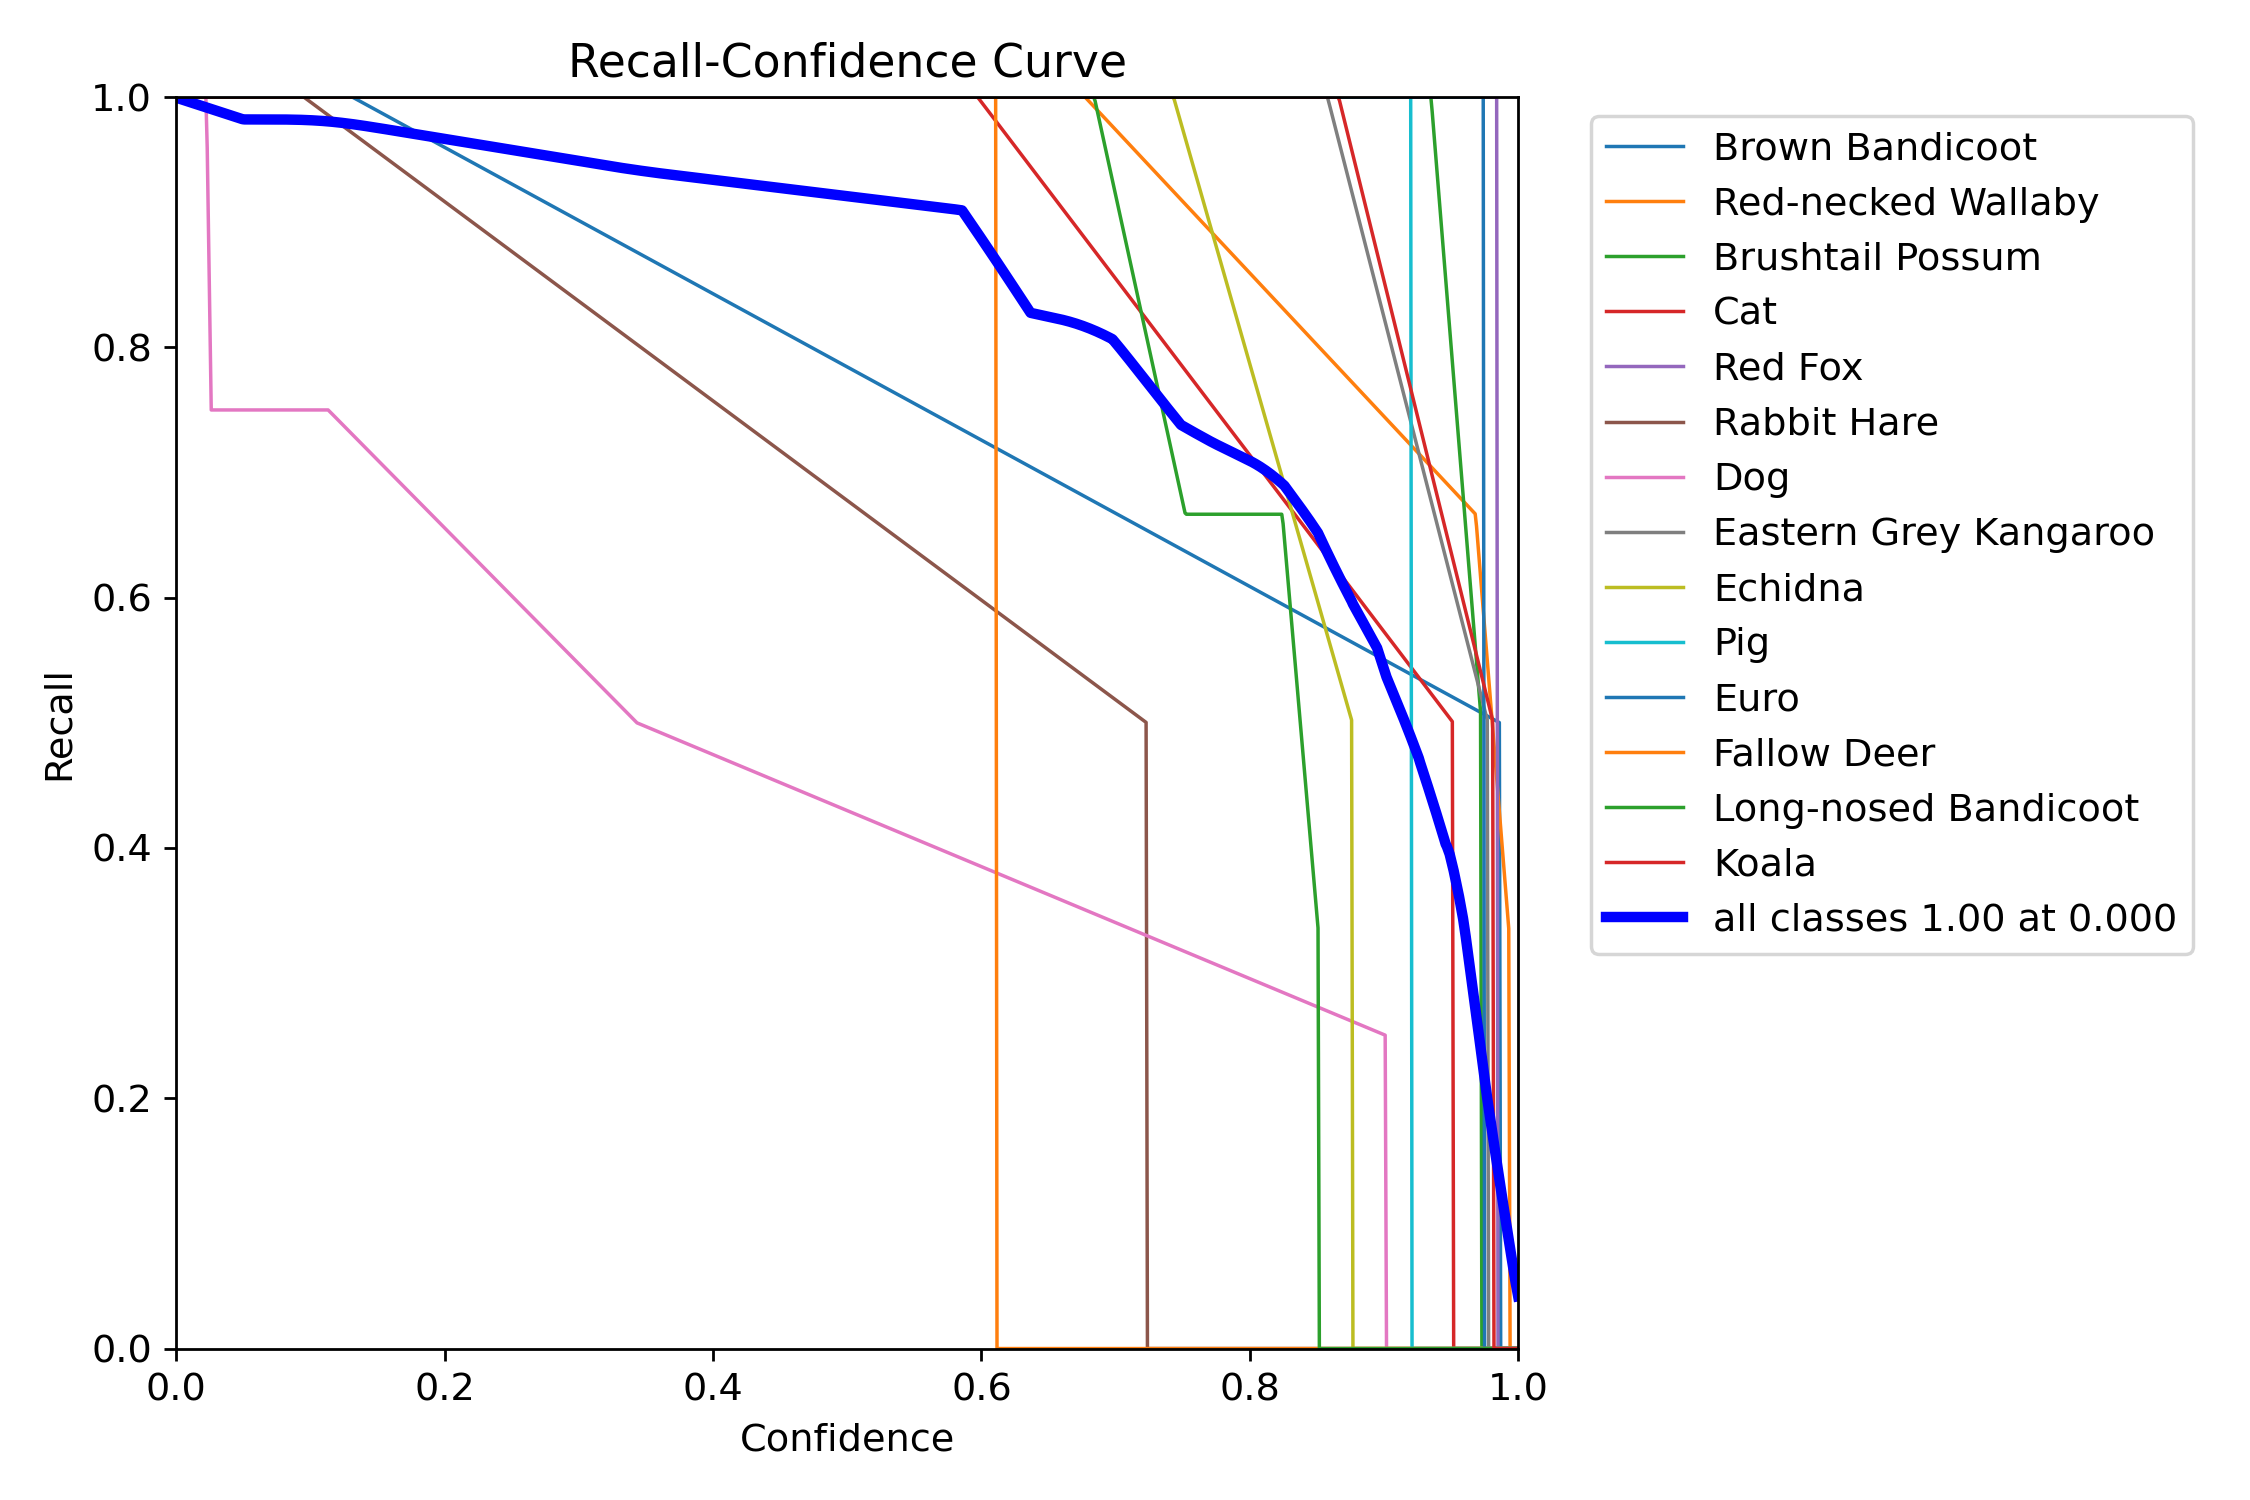 Recall-Confidence Curve
1.0
0.8
0.6
0.4
0.2
0.0
Recall
0.0 0.2 0.4 0.6 0.8 1.0
Confidence
Brown Bandicoot
Red-necked Wallaby
Brushtail Possum
Cat
Red Fox
Rabbit Hare
Dog
Eastern Grey Kangaroo
Echidna
Pig
Euro
Fallow Deer
Long-nosed Bandicoot
Koala
all classes 1.00 at 0.000